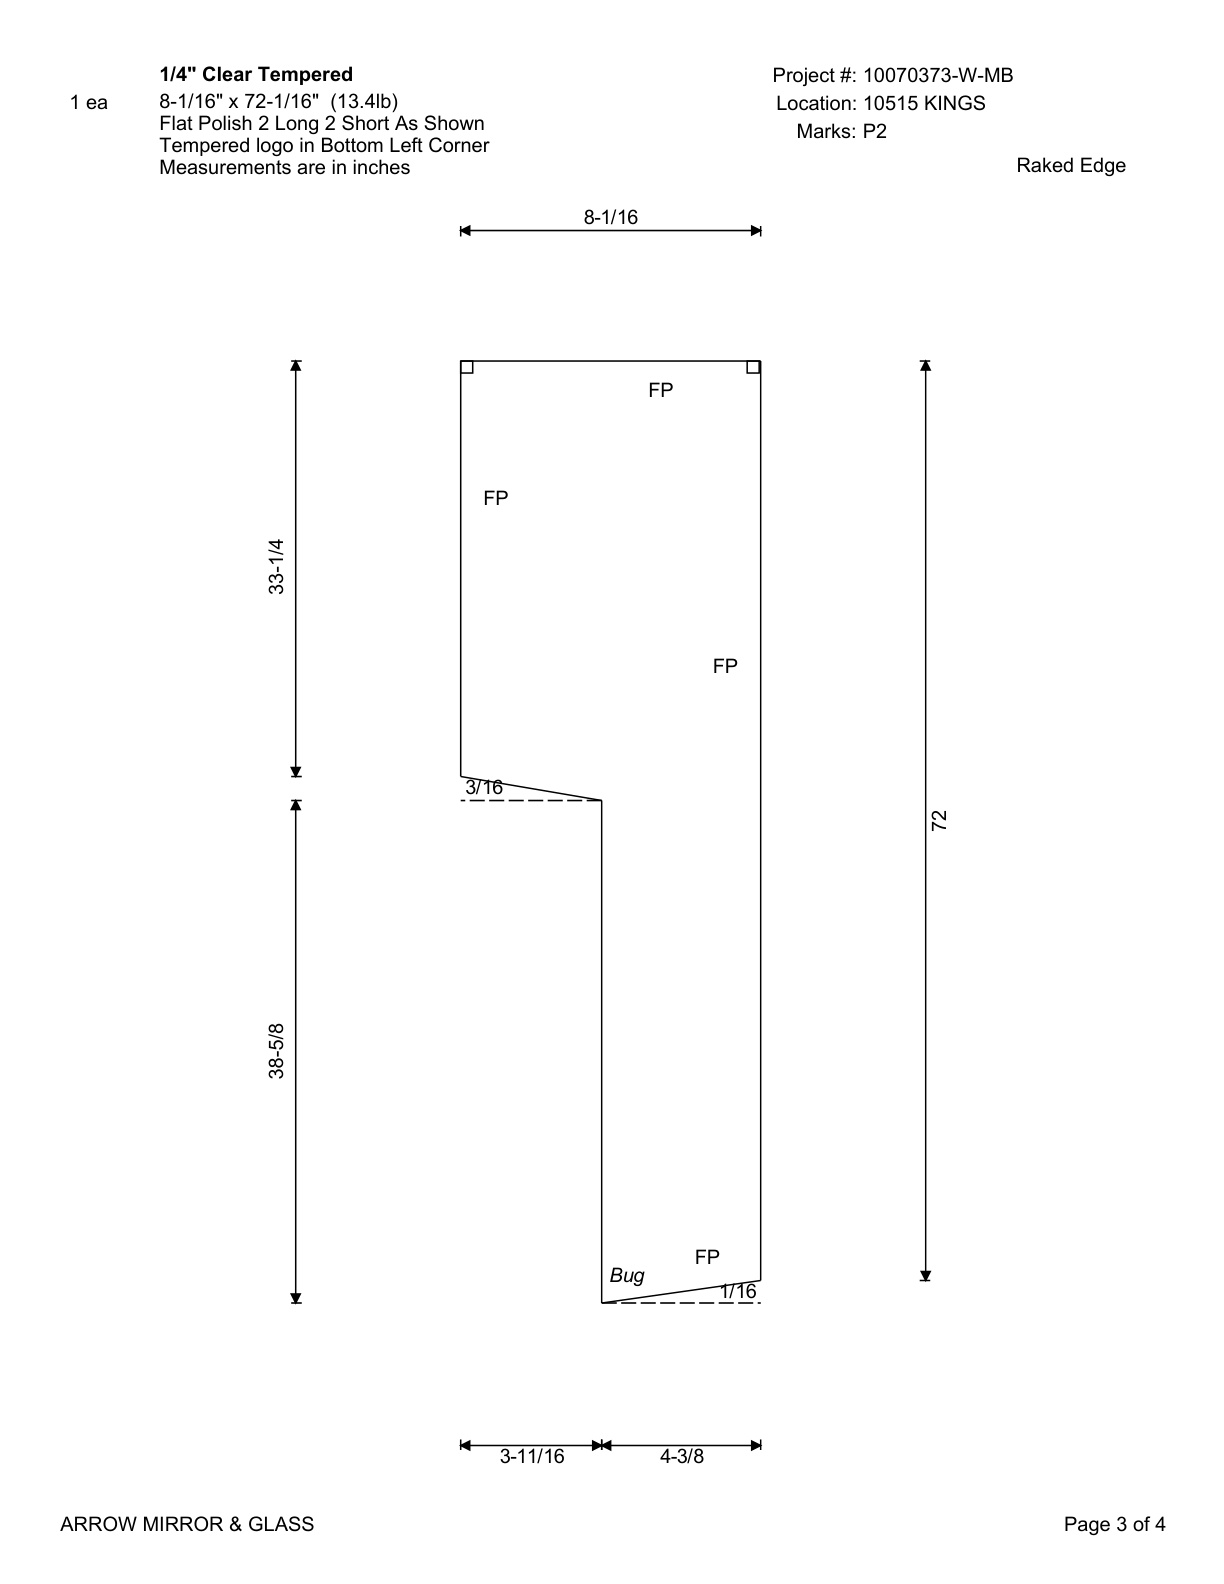 1/4" Clear Tempered
1 ea
8-1/16" x 72-1/16"  (13.4lb)
Flat Polish 2 Long 2 Short As Shown
Tempered logo in Bottom Left Corner
Measurements are in inches
Project #: 10070373-W-MB
Location: 10515 KINGS
Marks: P2
Raked Edge
8-1/16
FP
FP
33-1/4
FP
3/16
72
38-5/8
FP
Bug
1/16
3-11/16
4-3/8
ARROW MIRROR & GLASS
Page 3 of 4